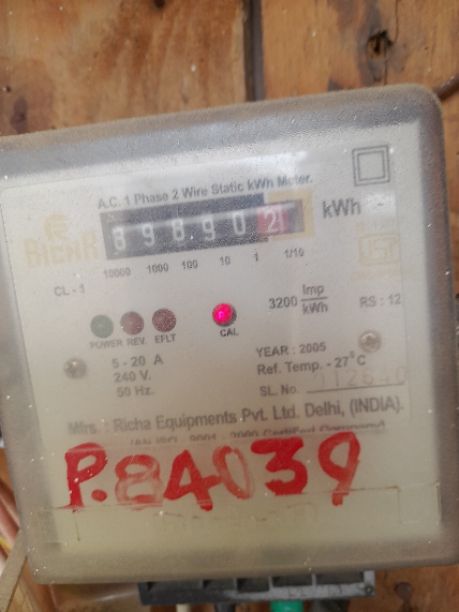 A.C. 1 Phase 2 Wire Static kWh Meter.
RICHA
898902 kWh
10000 1000 100 10 1 1/10
CL - 1
3200 Imp/kWh
RS : 12
POWER REV. EFLT CAL
5 - 20 A
240 V.
50 Hz.
YEAR : 2005
Ref. Temp. - 27°C
SL. No.
Mfrs. : Richa Equipments Pvt. Ltd. Delhi, (INDIA).
P.84039